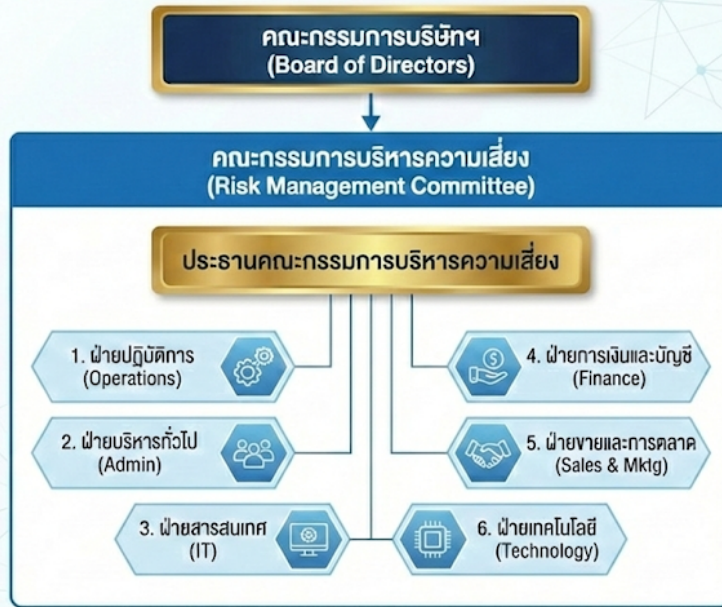 คณะกรรมการบริษัทฯ
(Board of Directors)
คณะกรรมการบริหารความเสี่ยง
(Risk Management Committee)
ประธานคณะกรรมการบริหารความเสี่ยง
1. ฝ่ายปฏิบัติการ
(Operations)
4. ฝ่ายการเงินและบัญชี
(Finance)
2. ฝ่ายบริหารทั่วไป
(Admin)
5. ฝ่ายขายและการตลาด
(Sales & Mktg)
3. ฝ่ายสารสนเทศ
(IT)
6. ฝ่ายเทคโนโลยี
(Technology)